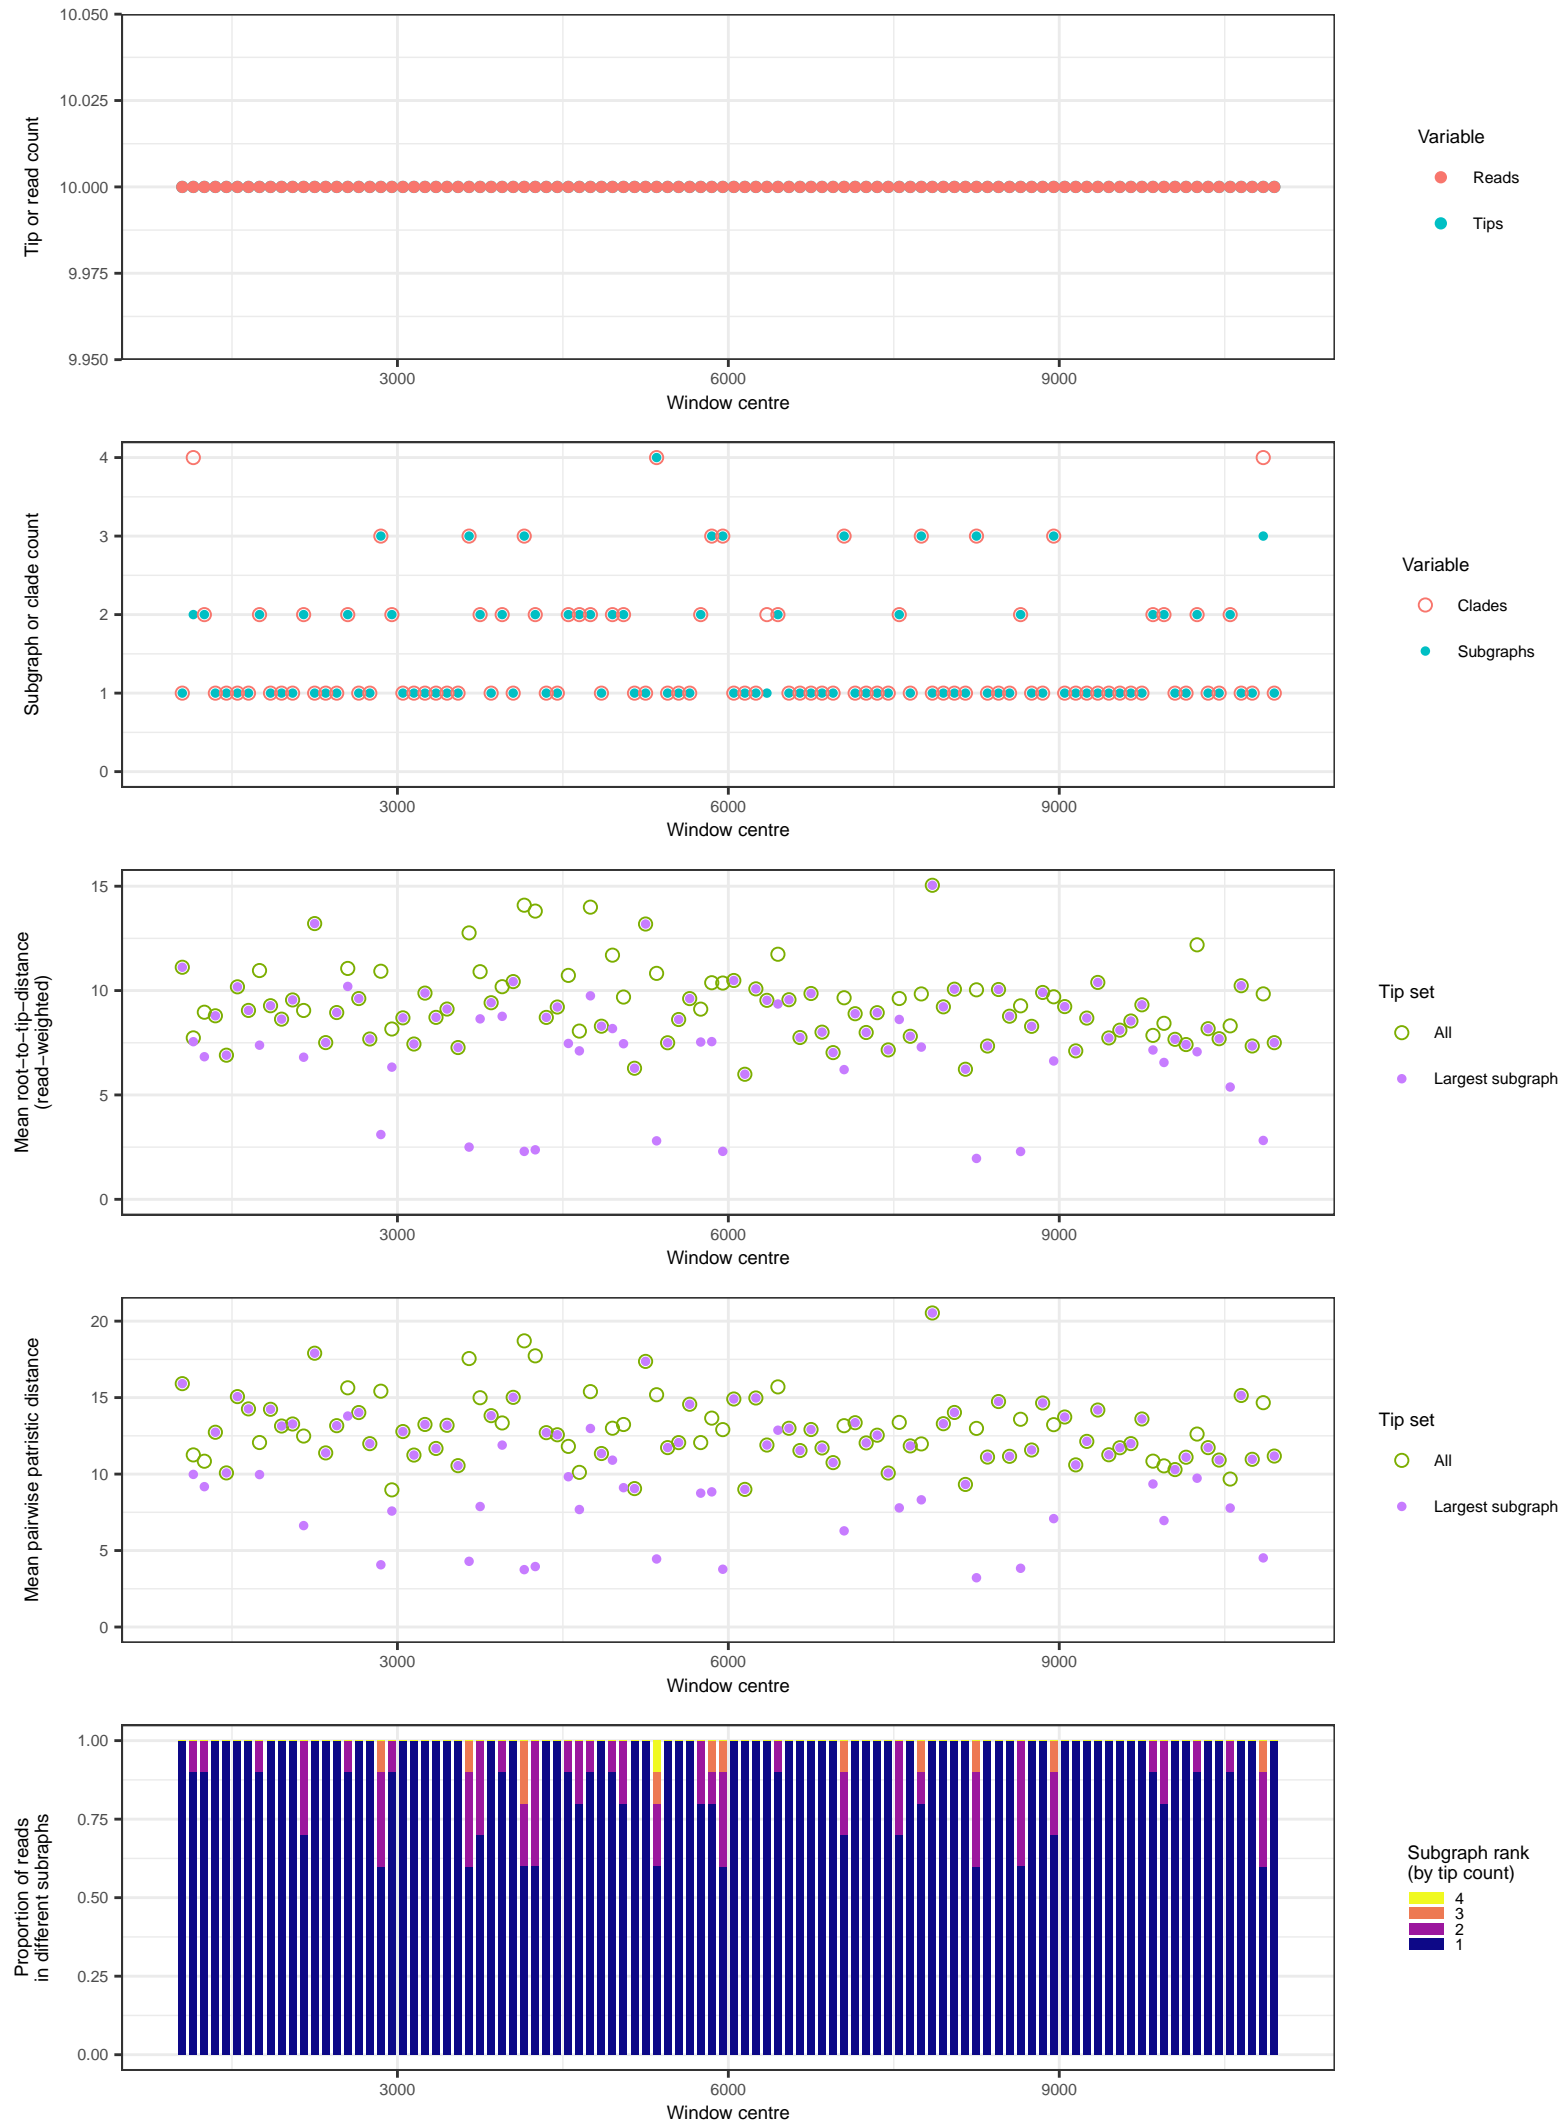 10.050
10.025
10.000
9.975
9.950
Tip or read count
3000
6000
9000
Window centre
Variable
Reads
Tips
4
3
2
1
0
Subgraph or clade count
3000
6000
9000
Window centre
Variable
Clades
Subgraphs
15
10
5
0
Mean root−to−tip−distance
(read−weighted)
3000
6000
9000
Window centre
Tip set
All
Largest subgraph
20
15
10
5
0
Mean pairwise patristic distance
3000
6000
9000
Window centre
Tip set
All
Largest subgraph
1.00
0.75
0.50
0.25
0.00
Proportion of reads
in different subraphs
3000
6000
9000
Window centre
Subgraph rank
(by tip count)
4
3
2
1